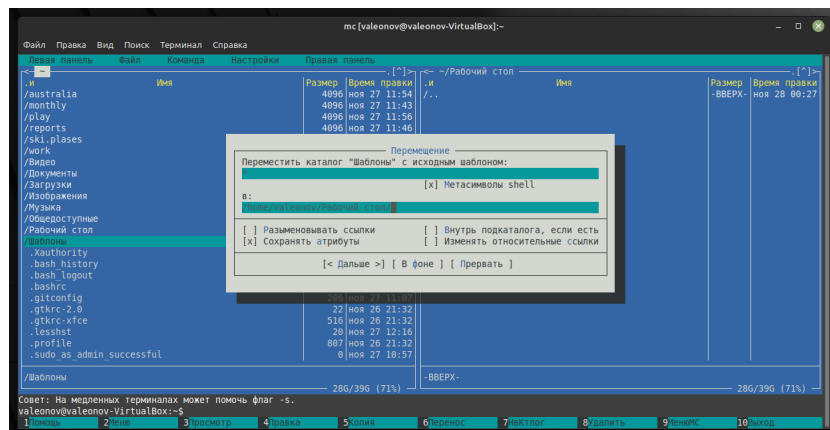 mc [valeonov@valeonov-VirtualBox]:~
Файл Правка Вид Поиск Терминал Справка
Левая панель Файл Команда Настройки Правая панель
<- ~ .[^]> <- ~/Рабочий стол .[^]>
.и Имя Размер Время правки .и Имя Размер Время правки
/australia 4096 ноя 27 11:54 /.. -ВВЕРХ- ноя 28 00:27
/monthly 4096 ноя 27 11:43
/play 4096 ноя 27 11:56
/reports 4096 ноя 27 11:46
/ski.plases
/work
/Видео
/Документы
/Загрузки
/Изображения
/Музыка
/Общедоступные
/Рабочий стол
/Шаблоны
.Xauthority
.bash_history
.bash_logout
.bashrc
.gitconfig 206 ноя 27 11:07
.gtkrc-2.0 22 ноя 26 21:32
.gtkrc-xfce 516 ноя 26 21:32
.lesshst 20 ноя 27 12:16
.profile 807 ноя 26 21:32
.sudo_as_admin_successful 0 ноя 27 10:57
Перемещение
Переместить каталог "Шаблоны" с исходным шаблоном:
*
[x] Метасимволы shell
в:
/home/valeonov/Рабочий стол/
[ ] Разыменовывать ссылки [ ] Внутрь подкаталога, если есть
[x] Сохранять атрибуты [ ] Изменять относительные ссылки
[< Дальше >] [ В фоне ] [ Прервать ]
/Шаблоны -ВВЕРХ-
28G/39G (71%) 28G/39G (71%)
Совет: На медленных терминалах может помочь флаг -s.
valeonov@valeonov-VirtualBox:~$
1Помощь 2Меню 3Просмотр 4Правка 5Копия 6Перенос 7НвКтлог 8Удалить 9МенюМС 10Выход